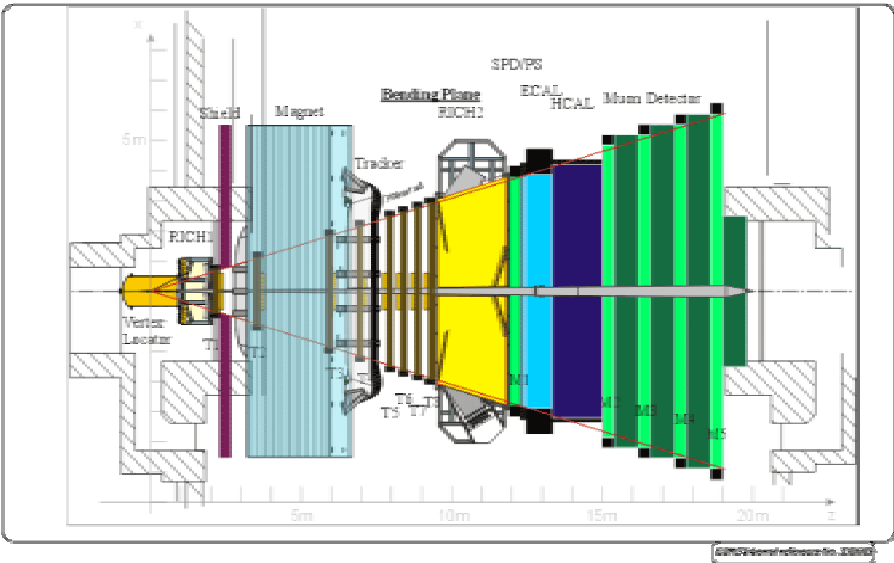 x
SPD/PS
Bending Plane
ECAL
HCAL
Muon Detector
RICH2
Shield
Magnet
5m
Tracker
RICH1
Vertex
Locator
T1
T2
T3
T5
T6
T7
T8
M1
M2
M3
M4
M5
5m
10m
15m
20m
z